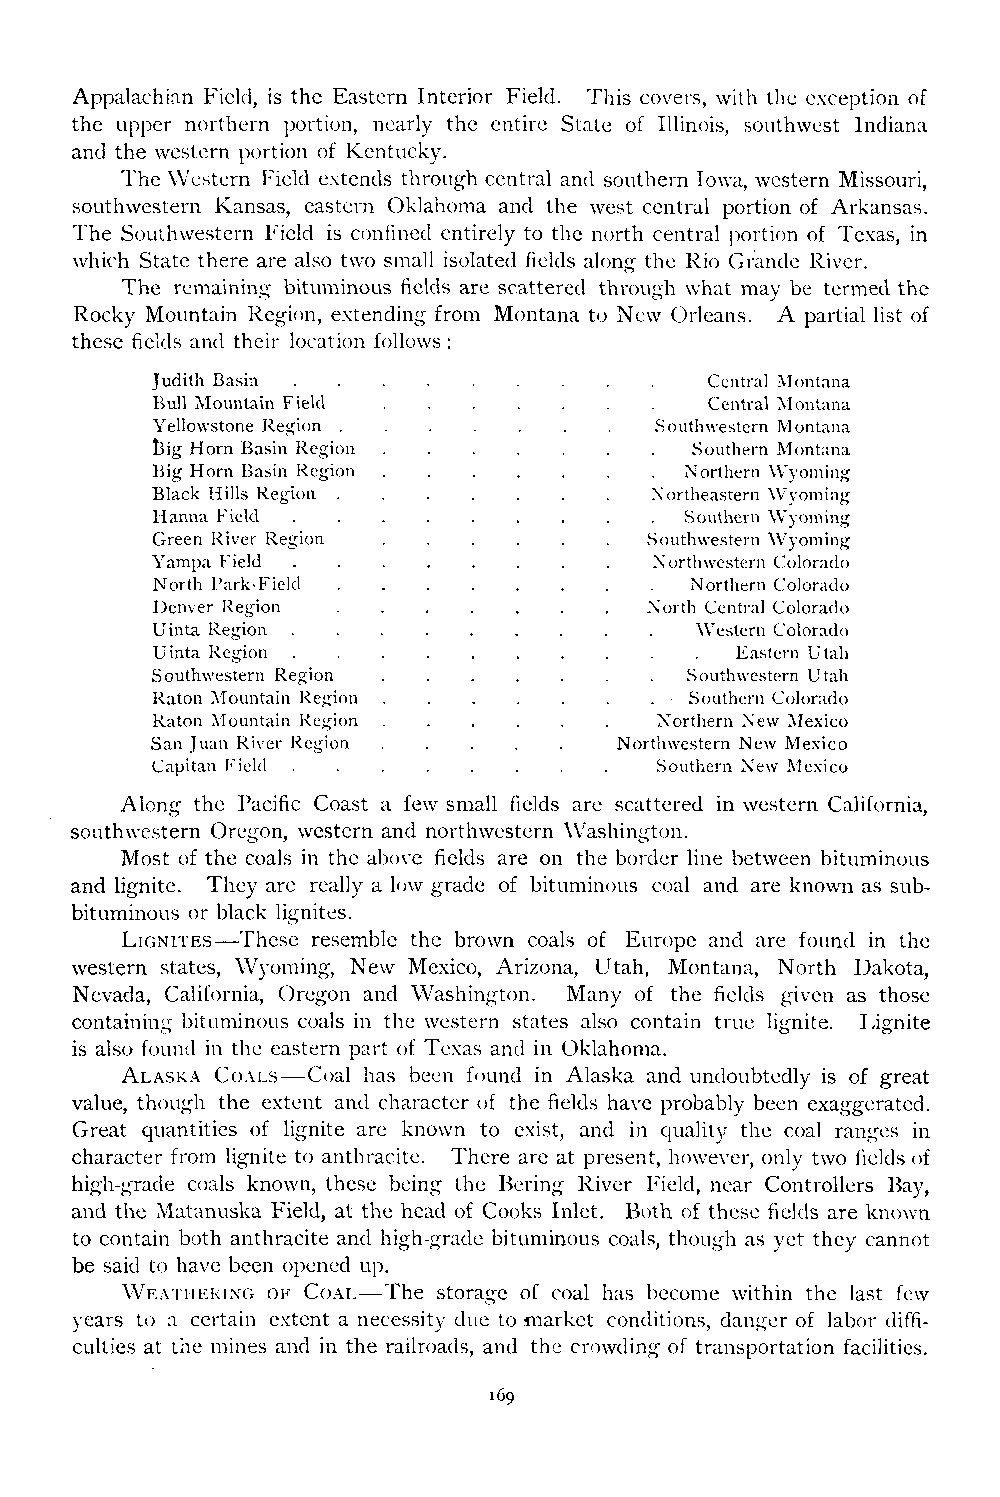 Appalachian Field, is the Eastern Interior Field. This covers, with the exception of
the upper northern portion, nearly the entire State of Illinois, southwest Indiana
and the western portion of Kentucky.
The Western Field extends through central and southern Iowa, western Missouri,
southwestern Kansas, eastern Oklahoma and the west central portion of Arkansas.
The Southwestern Field is confined entirely to the north central portion of Texas, in
which State there are also two small isolated fields along the Rio Grande River.
The remaining bituminous fields are scattered through what may be termed the
Rocky Mountain Region, extending from Montana to New Orleans. A partial list of
these fields and their location follows:
Judith Basin . . . . . . . . . Central Montana
Bull Mountain Field . . . . . . . Central Montana
Yellowstone Region . . . . . . . Southwestern Montana
Big Horn Basin Region . . . . . . . Southern Montana
Big Horn Basin Region . . . . . . . Northern Wyoming
Black Hills Region . . . . . . . Northeastern Wyoming
Hanna Field . . . . . . . . . Southern Wyoming
Green River Region . . . . . . Southwestern Wyoming
Yampa Field . . . . . . . . Northwestern Colorado
North Park Field . . . . . . . . Northern Colorado
Denver Region . . . . . . . North Central Colorado
Uinta Region . . . . . . . . . Western Colorado
Uinta Region . . . . . . . . . . Eastern Utah
Southwestern Region . . . . . . . Southwestern Utah
Raton Mountain Region . . . . . . . Southern Colorado
Raton Mountain Region . . . . . . Northern New Mexico
San Juan River Region . . . . . Northwestern New Mexico
Capitan Field . . . . . . . . Southern New Mexico
Along the Pacific Coast a few small fields are scattered in western California,
southwestern Oregon, western and northwestern Washington.
Most of the coals in the above fields are on the border line between bituminous
and lignite. They are really a low grade of bituminous coal and are known as sub-
bituminous or black lignites.
LIGNITES—These resemble the brown coals of Europe and are found in the
western states, Wyoming, New Mexico, Arizona, Utah, Montana, North Dakota,
Nevada, California, Oregon and Washington. Many of the fields given as those
containing bituminous coals in the western states also contain true lignite. Lignite
is also found in the eastern part of Texas and in Oklahoma.
ALASKA COALS—Coal has been found in Alaska and undoubtedly is of great
value, though the extent and character of the fields have probably been exaggerated.
Great quantities of lignite are known to exist, and in quality the coal ranges in
character from lignite to anthracite. There are at present, however, only two fields of
high-grade coals known, these being the Bering River Field, near Controllers Bay,
and the Matanuska Field, at the head of Cooks Inlet. Both of these fields are known
to contain both anthracite and high-grade bituminous coals, though as yet they cannot
be said to have been opened up.
WEATHERING OF COAL—The storage of coal has become within the last few
years to a certain extent a necessity due to market conditions, danger of labor diffi-
culties at the mines and in the railroads, and the crowding of transportation facilities.
169